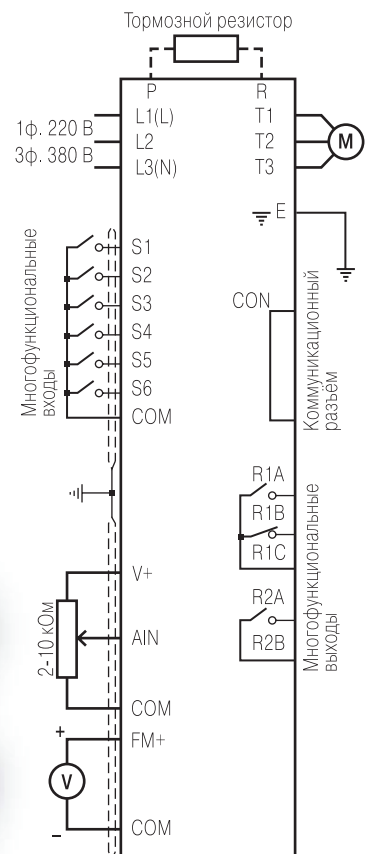 Тормозной резистор
P
R
L1(L)
T1
1ф. 220 В
L2
T2
M
3ф. 380 В
L3(N)
T3
E
Многофункциональные
входы
S1
S2
S3
S4
S5
S6
COM
CON
Коммуникационный
разъём
R1A
R1B
R1C
R2A
R2B
Многофункциональные
выходы
V+
2-10 кОм
AIN
COM
+
FM+
V
–
COM